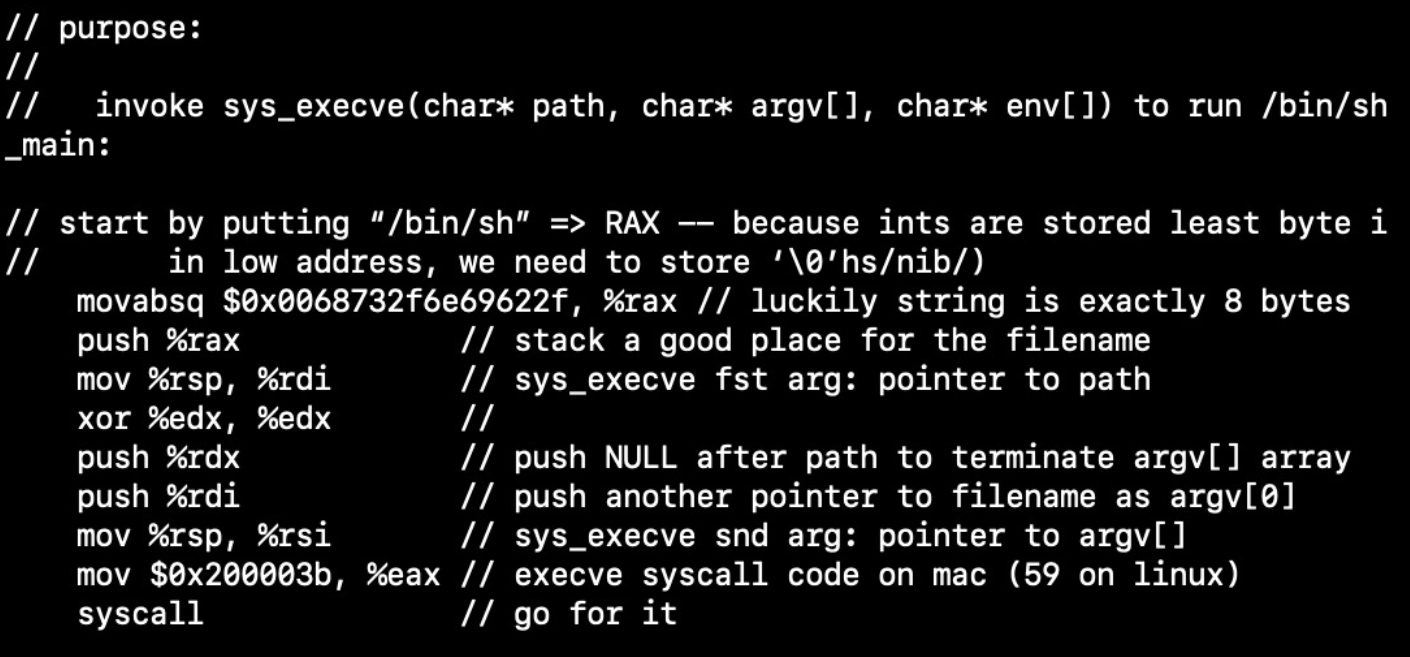 // purpose:
//
//   invoke sys_execve(char* path, char* argv[], char* env[]) to run /bin/sh
_main:

// start by putting “/bin/sh” => RAX –– because ints are stored least byte i
//       in low address, we need to store ‘\0’hs/nib/)
    movabsq $0x0068732f6e69622f, %rax // luckily string is exactly 8 bytes
    push %rax            // stack a good place for the filename
    mov %rsp, %rdi       // sys_execve fst arg: pointer to path
    xor %edx, %edx       //
    push %rdx            // push NULL after path to terminate argv[] array
    push %rdi            // push another pointer to filename as argv[0]
    mov %rsp, %rsi       // sys_execve snd arg: pointer to argv[]
    mov $0x200003b, %eax // execve syscall code on mac (59 on linux)
    syscall              // go for it